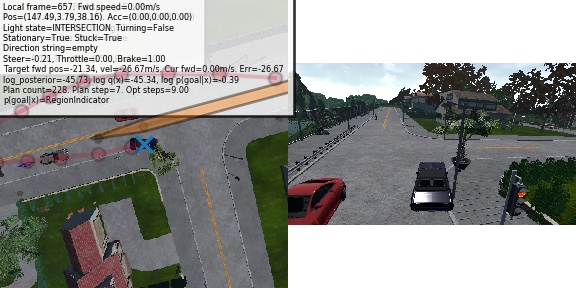 Local frame=657. Fwd speed=0.00m/s
Pos=(147.49,3.79,38.16). Acc=(0.00,0.00,0.00)
Light state=INTERSECTION. Turning=False
Stationary=True. Stuck=True
Direction string=empty
Steer=-0.21, Throttle=0.00, Brake=1.00
Target fwd pos=-21.34, vel=-26.67m/s. Cur fwd=0.00m/s. Err=-26.67
log_posterior=-45.73, log q(x)=-45.34, log p(goal|x)=-0.39
Plan count=228. Plan step=7. Opt steps=9.00
p(goal|x)=RegionIndicator